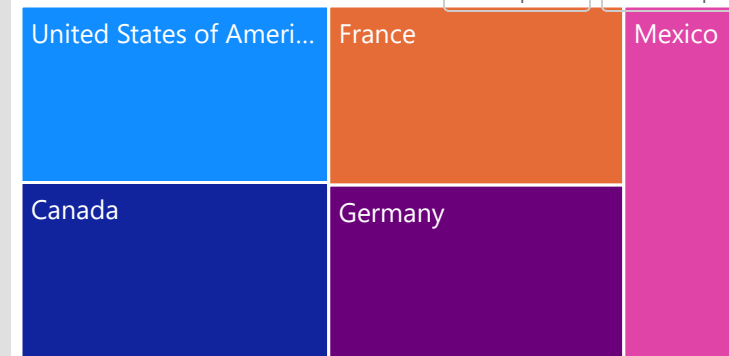 United States of Ameri...
France
Mexico
Canada
Germany